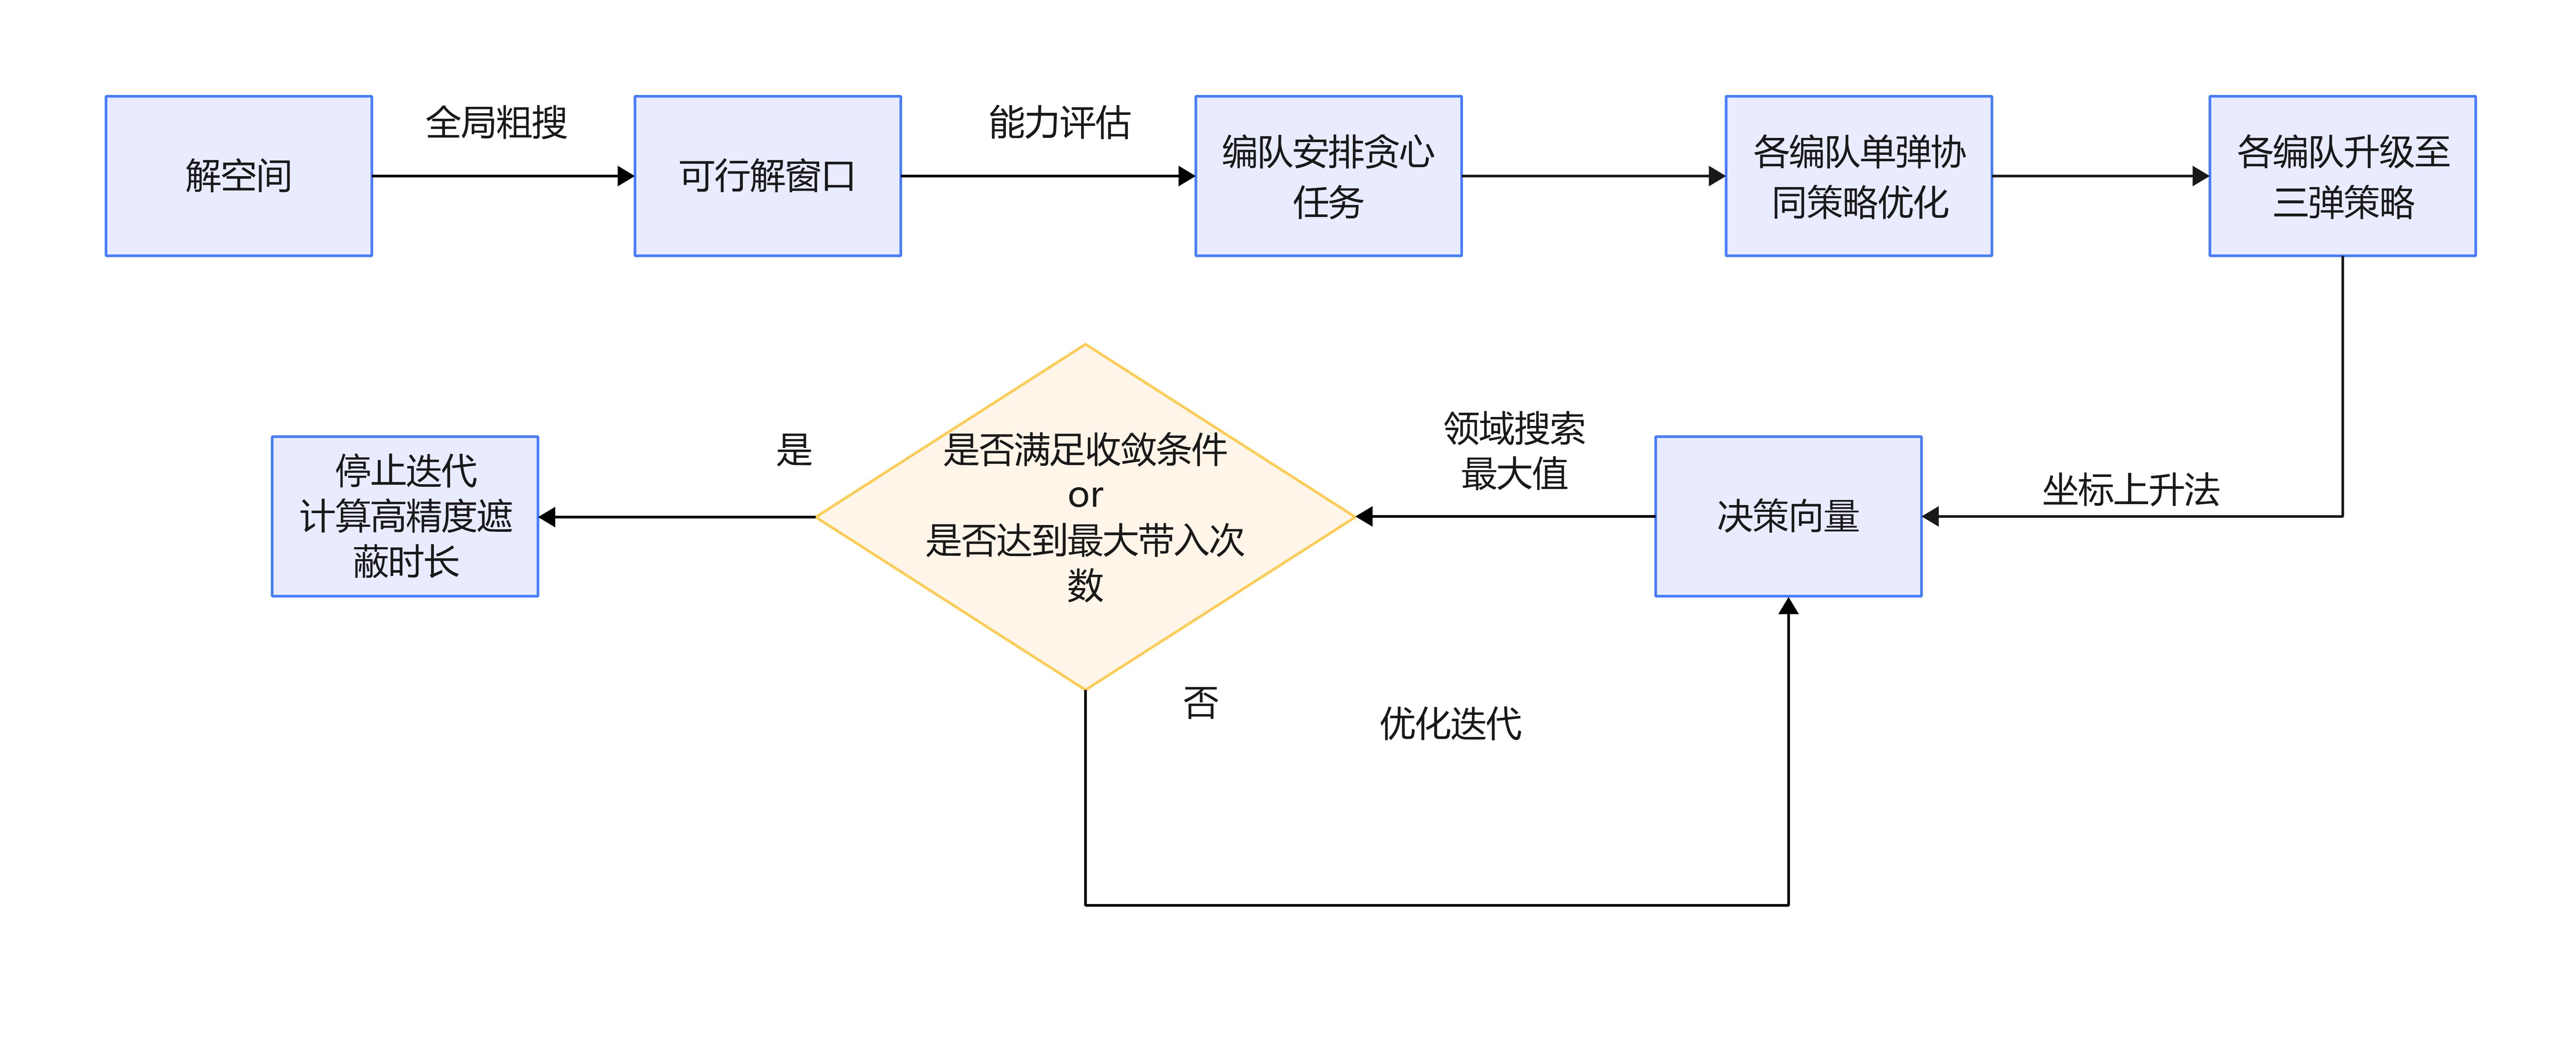 解空间
全局粗搜
可行解窗口
能力评估
编队安排贪心
任务
各编队单弹协
同策略优化
各编队升级至
三弹策略
坐标上升法
决策向量
领域搜索
最大值
是否满足收敛条件
or
是否达到最大带入次
数
是
停止迭代
计算高精度遮
蔽时长
否
优化迭代